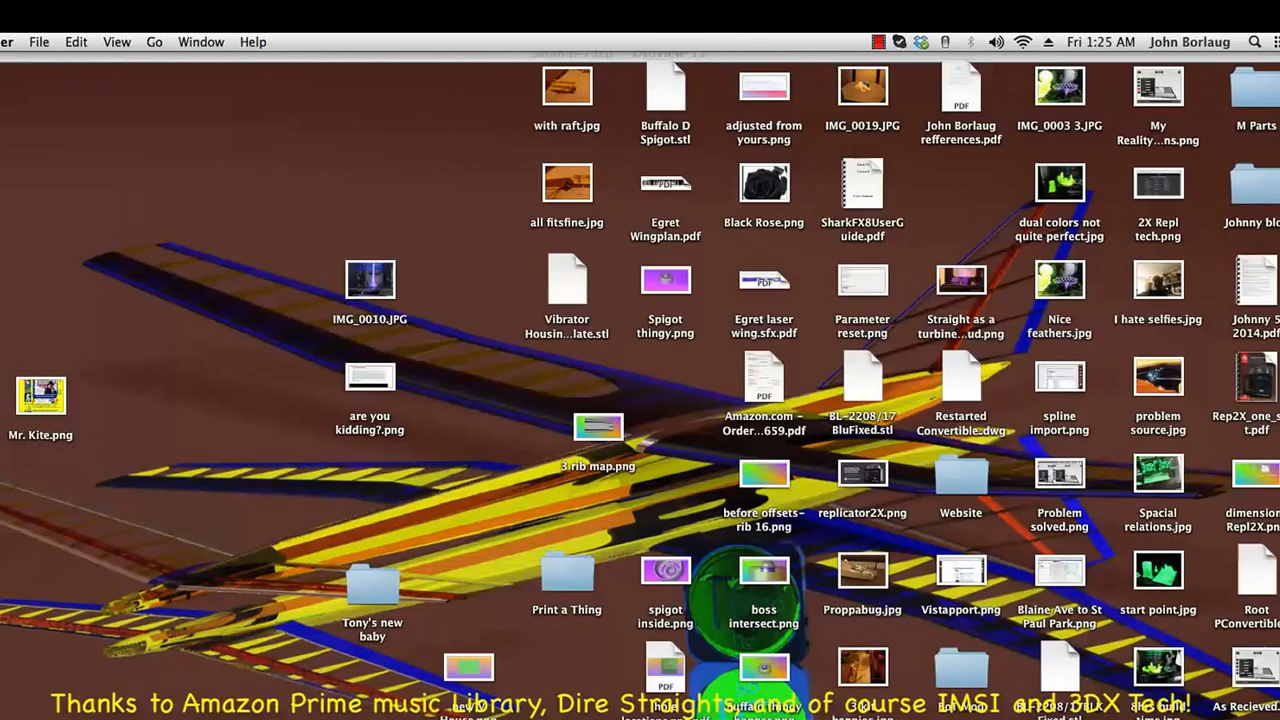 er File Edit View Go Window Help Fri 1:25 AM John Borlaug
with raft.jpg
Buffalo D
Spigot.stl
adjusted from
yours.png
IMG_0019.JPG
John Borlaug
refferences.pdf
IMG_0003 3.JPG
My
Reality...ns.png
M Parts
all fitsfine.jpg
Egret
Wingplan.pdf
Black Rose.png
SharkFX8UserG
uide.pdf
dual colors not
quite perfect.jpg
2X Repl
tech.png
Johnny blo
IMG_0010.JPG
Vibrator
Housin...late.stl
Spigot
thingy.png
Egret laser
wing.sfx.pdf
Parameter
reset.png
Straight as a
turbine...ud.png
Nice
feathers.jpg
I hate selfies.jpg
Johnny S
2014.pdf
Mr. Kite.png
are you
kidding?.png
3 rib map.png
Amazon.com –
Order...659.pdf
BL-2208/17
BluFixed.stl
Restarted
Convertible.dwg
spline
import.png
problem
source.jpg
Rep2X_one_
t.pdf
before offsets-
rib 16.png
replicator2X.png
Website
Problem
solved.png
Spacial
relations.jpg
dimension
Repl2X.png
Tony's new
baby
Print a Thing
spigot
inside.png
boss
intersect.png
Proppabug.jpg
Vistapport.png
Blaine Ave to St
Paul Park.png
start point.jpg
Root
PConvertible
Thanks to Amazon Prime music Library, Dire Straights, and of course IMSI and 3DX Tech!
As Recieved